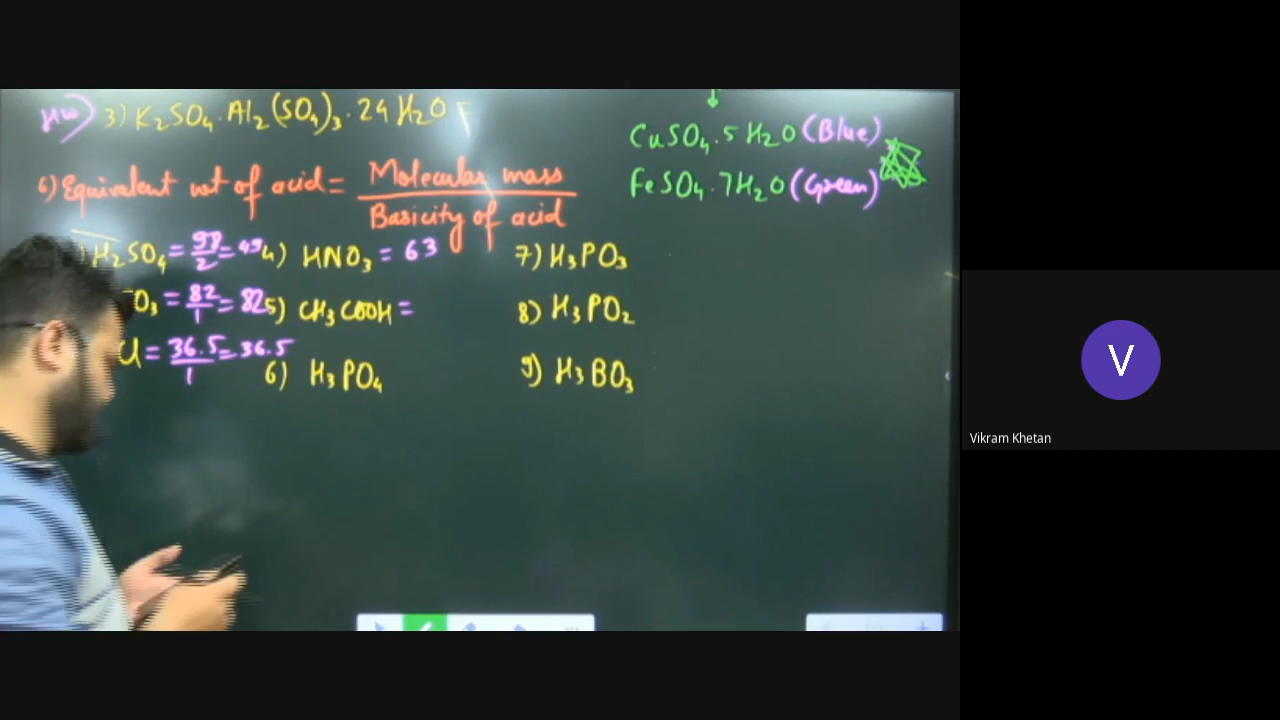 HW) 3) K₂SO₄.Al₂(SO₄)₃.24 H₂O
CuSO₄.5H₂O (Blue)
FeSO₄.7H₂O (Green)
6) Equivalent wt of acid = Molecular mass
Basicity of acid
H₂SO₄ = 98/2 = 49
O₃ = 82/1 = 82
Cl = 36.5/1 = 36.5
4) HNO₃ = 63
5) CH₃COOH =
6) H₃PO₄
7) H₃PO₃
8) H₃PO₂
9) H₃BO₃
V
Vikram Khetan